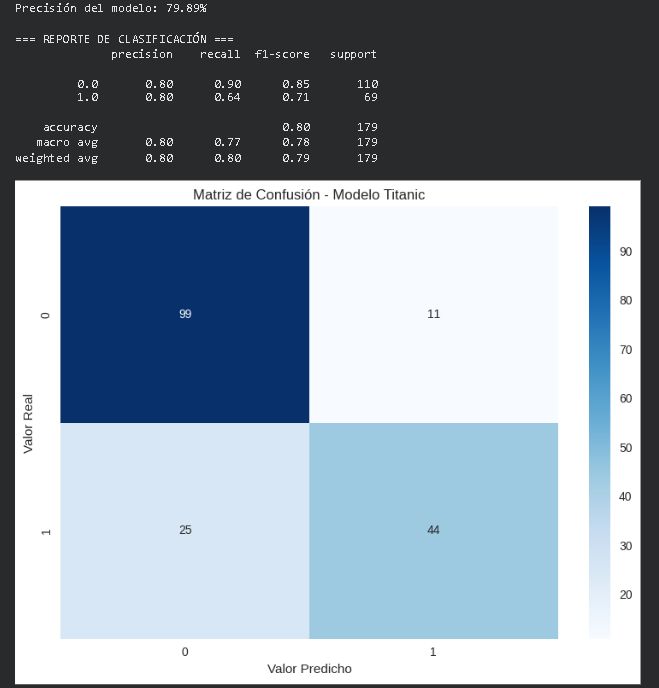 Precisión del modelo: 79.89%
=== REPORTE DE CLASIFICACIÓN ===
precision recall f1-score support
0.0 0.80 0.90 0.85 110
1.0 0.80 0.64 0.71 69
accuracy 0.80 179
macro avg 0.80 0.77 0.78 179
weighted avg 0.80 0.80 0.79 179
Matriz de Confusión - Modelo Titanic
90
80
70
60
50
40
30
20
Valor Real
0
99 11
1
25 44
0 1
Valor Predicho